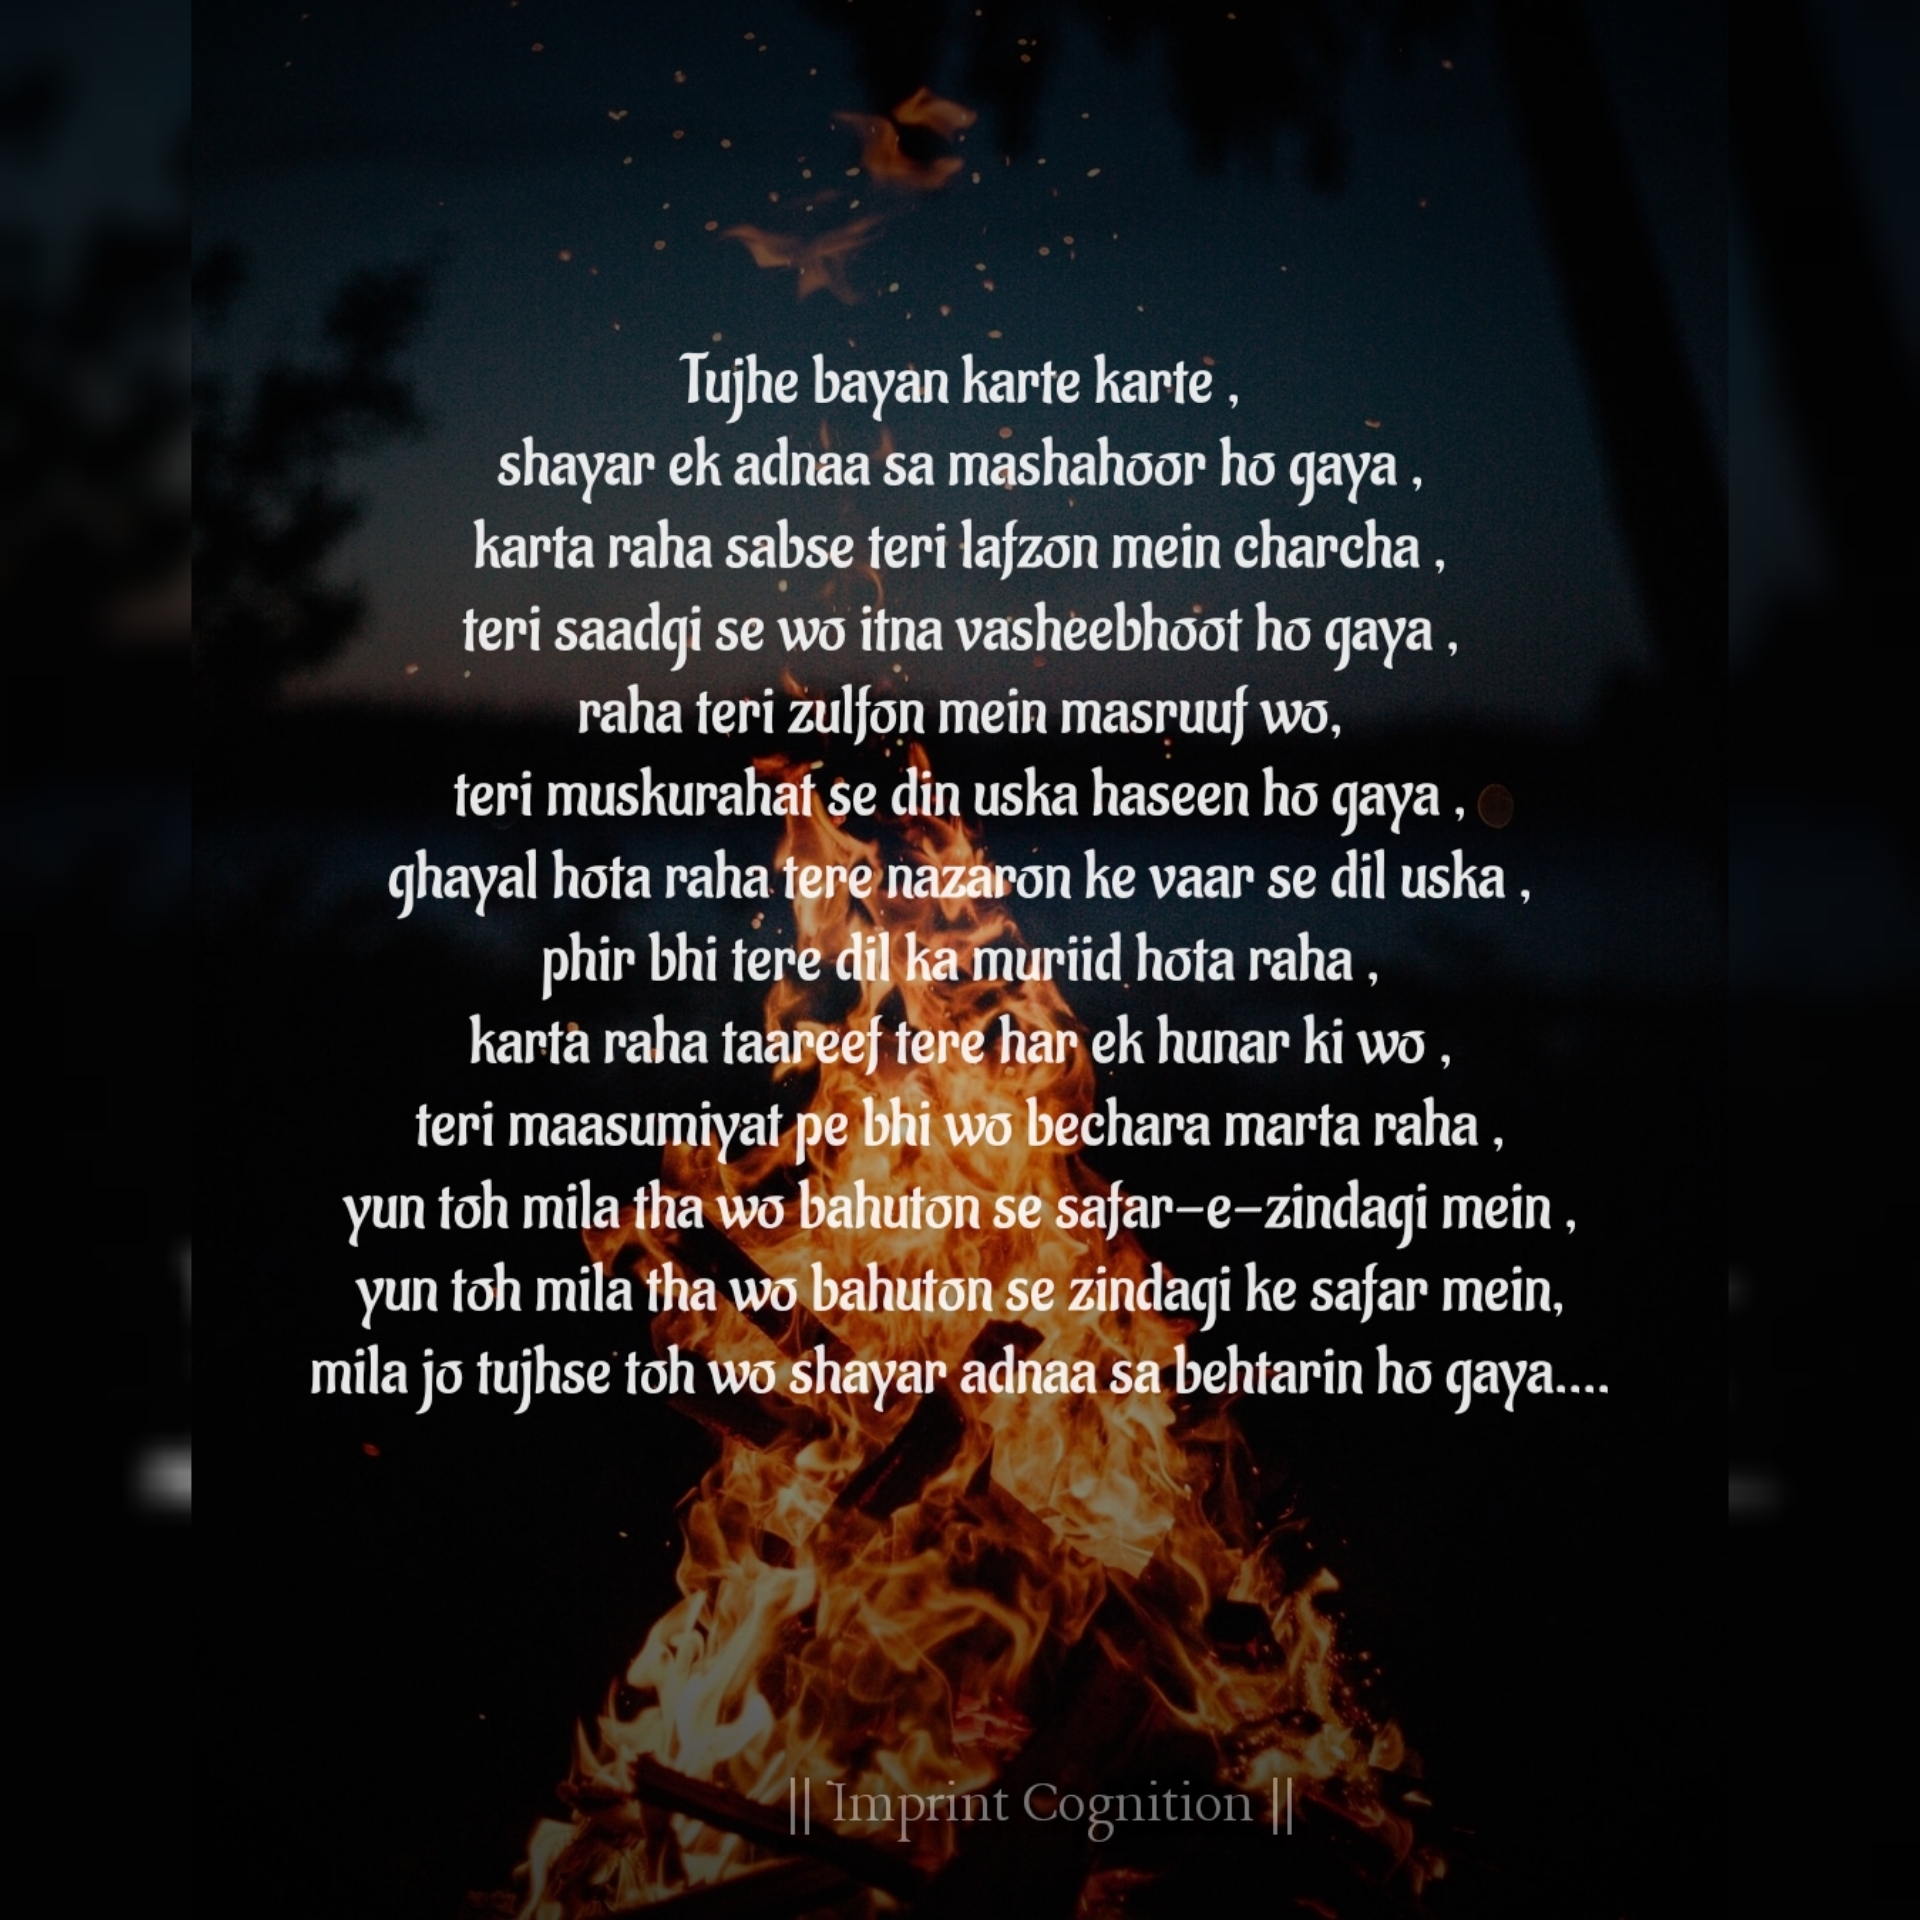 Tujhe bayan karte karte ,
shayar ek adnaa sa mashahoor ho gaya ,
karta raha sabse teri lafzon mein charcha ,
teri saadgi se wo itna vasheebhoot ho gaya ,
raha teri zulfon mein masruuf wo,
teri muskurahat se din uska haseen ho gaya ,
ghayal hota raha tere nazaron ke vaar se dil uska ,
phir bhi tere dil ka muriid hota raha ,
karta raha taareef tere har ek hunar ki wo ,
teri maasumiyat pe bhi wo bechara marta raha ,
yun toh mila tha wo bahuton se safar-e-zindagi mein ,
yun toh mila tha wo bahuton se zindagi ke safar mein,
mila jo tujhse toh wo shayar adnaa sa behtarin ho gaya....
|| Imprint Cognition ||